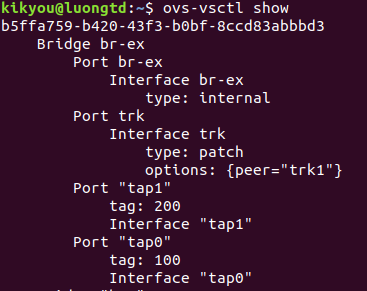 kikyou@luongtd:~$ ovs-vsctl show
b5ffa759-b420-43f3-b0bf-8ccd83abbbd3
    Bridge br-ex
        Port br-ex
            Interface br-ex
                type: internal
        Port trk
            Interface trk
                type: patch
                options: {peer="trk1"}
        Port "tap1"
            tag: 200
            Interface "tap1"
        Port "tap0"
            tag: 100
            Interface "tap0"